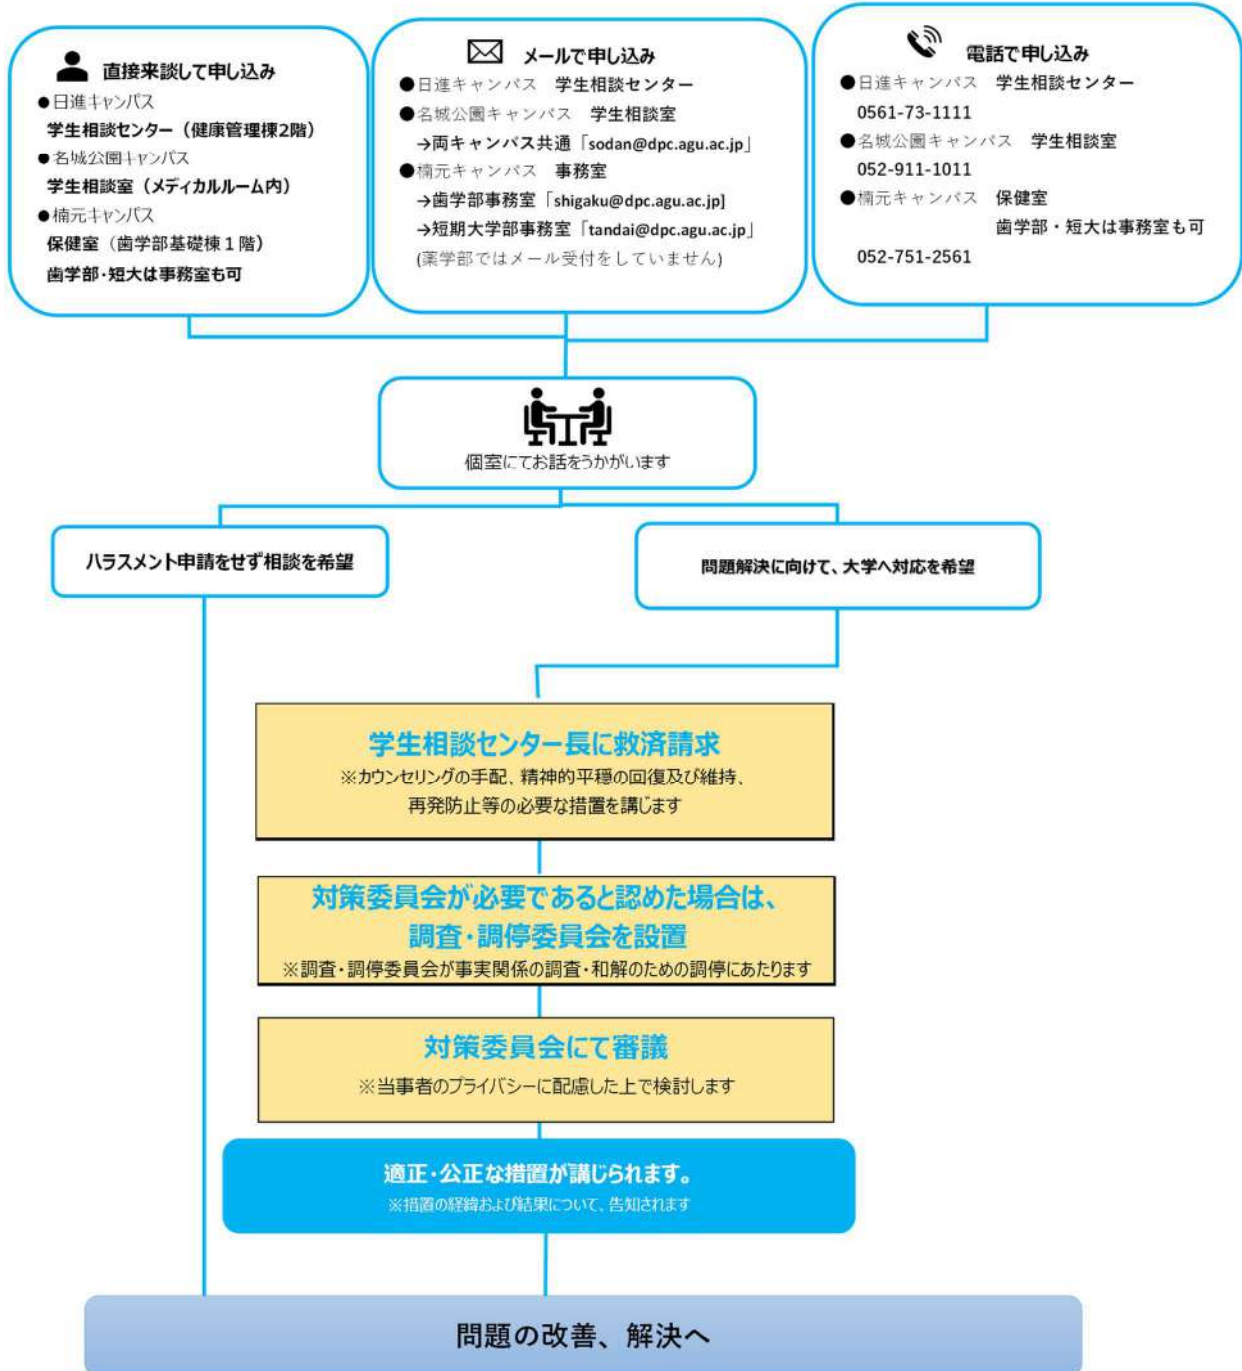 直接来談して申し込み
●日進キャンパス
学生相談センター（健康管理棟2階）
●名城公園キャンパス
学生相談室（メディカルルーム内）
●楠元キャンパス
保健室（歯学部基礎棟１階）
歯学部・短大は事務室も可
メールで申し込み
●日進キャンパス　学生相談センター
●名城公園キャンパス　学生相談室
→両キャンパス共通「sodan@dpc.agu.ac.jp」
●楠元キャンパス　事務室
→歯学部事務室「shigaku@dpc.agu.ac.jp]
→短期大学部事務室「tandai@dpc.agu.ac.jp」
(薬学部ではメール受付をしていません)
電話で申し込み
●日進キャンパス　学生相談センター
0561-73-1111
●名城公園キャンパス　学生相談室
052-911-1011
●楠元キャンパス　保健室
歯学部・短大は事務室も可
052-751-2561
個室にてお話をうかがいます
ハラスメント申請をせず相談を希望
問題解決に向けて、大学へ対応を希望
学生相談センター長に救済請求
※カウンセリングの手配、精神的平穏の回復及び維持、
再発防止等の必要な措置を講じます
対策委員会が必要であると認めた場合は、
調査・調停委員会を設置
※調査・調停委員会が事実関係の調査・和解のための調停にあたります
対策委員会にて審議
※当事者のプライバシーに配慮した上で検討します
適正・公正な措置が講じられます。
※措置の経緯および結果について、告知されます
問題の改善、解決へ